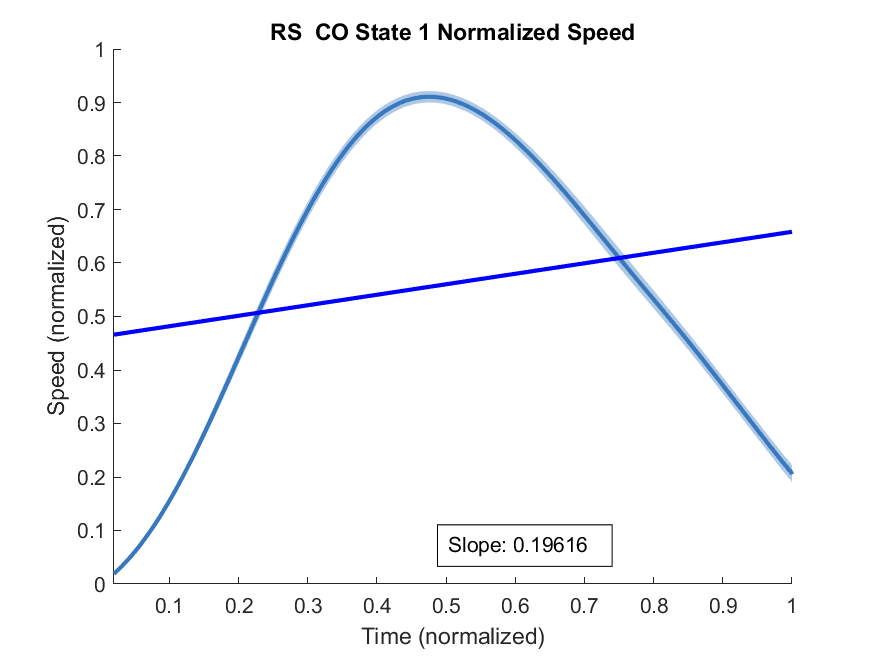 RS  CO State 1 Normalized Speed
1
0.9
0.8
0.7
0.6
0.5
0.4
0.3
0.2
0.1
0
Speed (normalized)
Slope: 0.19616
0.1 0.2 0.3 0.4 0.5 0.6 0.7 0.8 0.9 1
Time (normalized)